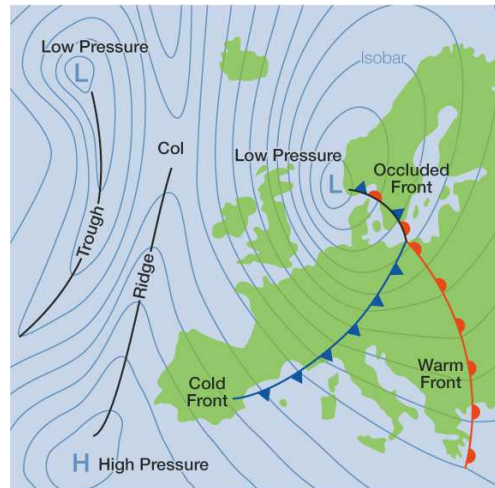 Low Pressure
L
Isobar
Col
Low Pressure
L
Occluded
Front
Trough
Ridge
Warm
Front
Cold
Front
H High Pressure